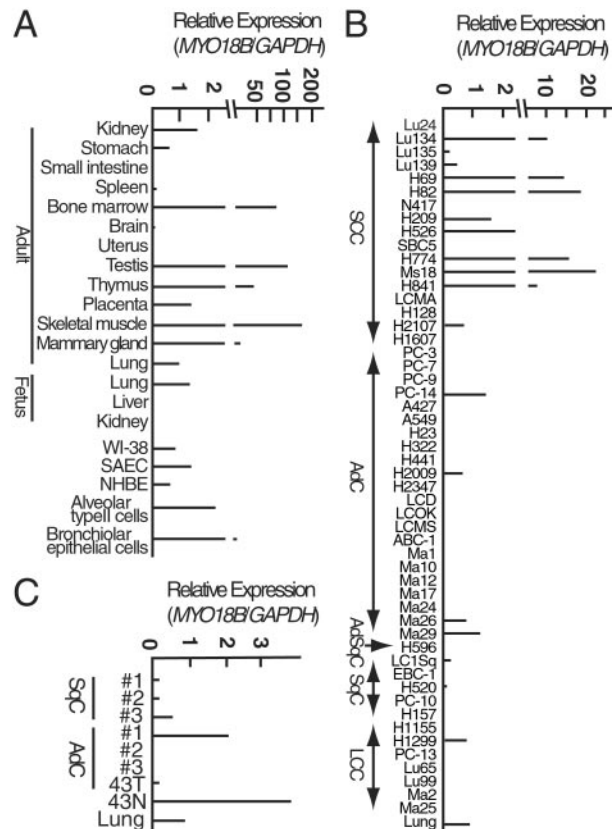 A
Relative Expression
(MYO18B/GAPDH)
0 1 2 50 100 200
Adult
Kidney
Stomach
Small intestine
Spleen
Bone marrow
Brain
Uterus
Testis
Thymus
Placenta
Skeletal muscle
Mammary gland
Lung
Fetus
Lung
Liver
Kidney
WI-38
SAEC
NHBE
Alveolar
typeII cells
Bronchiolar
epithelial cells
B
Relative Expression
(MYO18B/GAPDH)
0 1 2 10 20
SCC
Lu24
Lu134
Lu135
Lu139
H69
H82
N417
H209
H526
SBC5
H774
Ms18
H841
LCMA
H128
H2107
H1607
AdC
PC-3
PC-7
PC-9
PC-14
A427
A549
H23
H322
H441
H2009
H2347
LCD
LCOK
LCMS
ABC-1
Ma1
Ma10
Ma12
Ma17
Ma24
Ma26
Ma29
AdSqC
H596
SqC
LC1Sq
EBC-1
H520
PC-10
H157
LCC
H1155
H1299
PC-13
Lu65
Lu99
Ma2
Ma25
Lung
C
Relative Expression
(MYO18B/GAPDH)
0 1 2 3
SqC
#1
#2
#3
AdC
#1
#2
#3
43T
43N
Lung